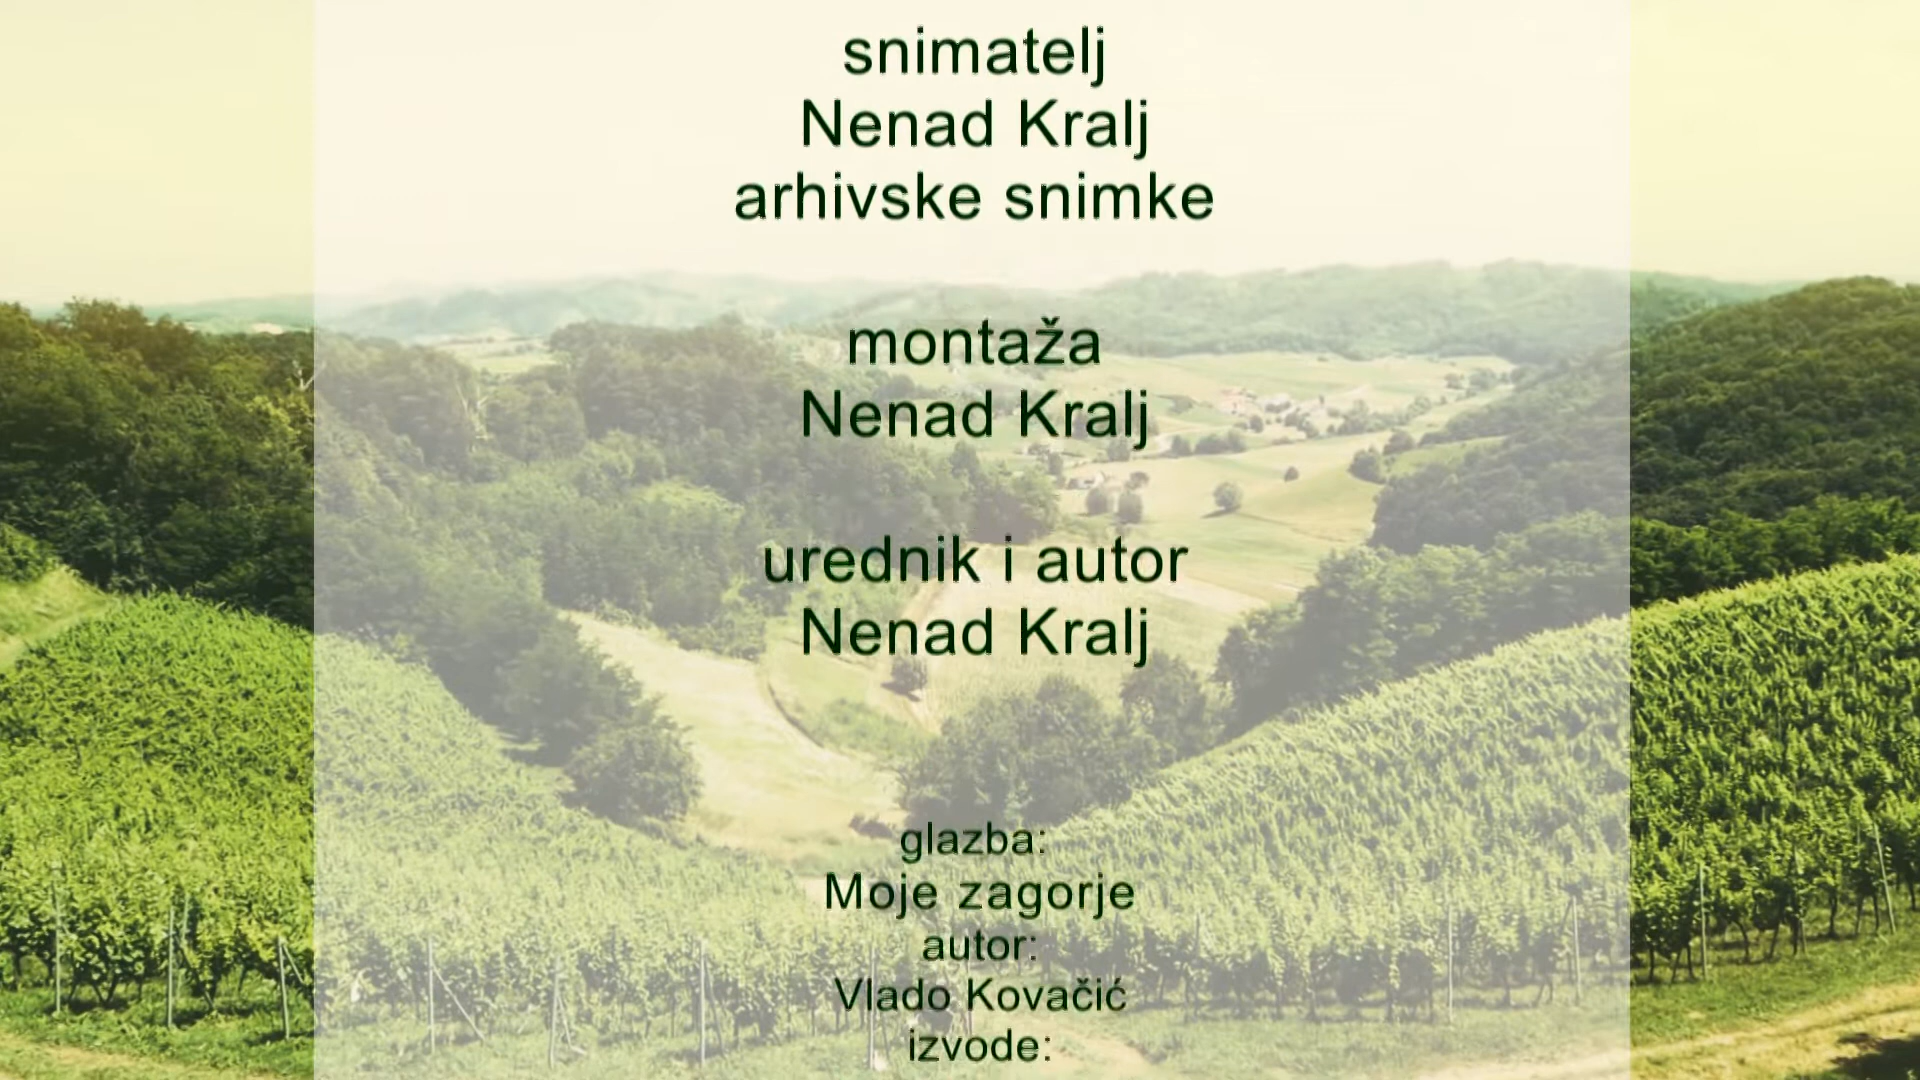 snimatelj
Nenad Kralj
arhivske snimke
montaža
Nenad Kralj
urednik i autor
Nenad Kralj
glazba:
Moje zagorje
autor:
Vlado Kovačić
izvode: